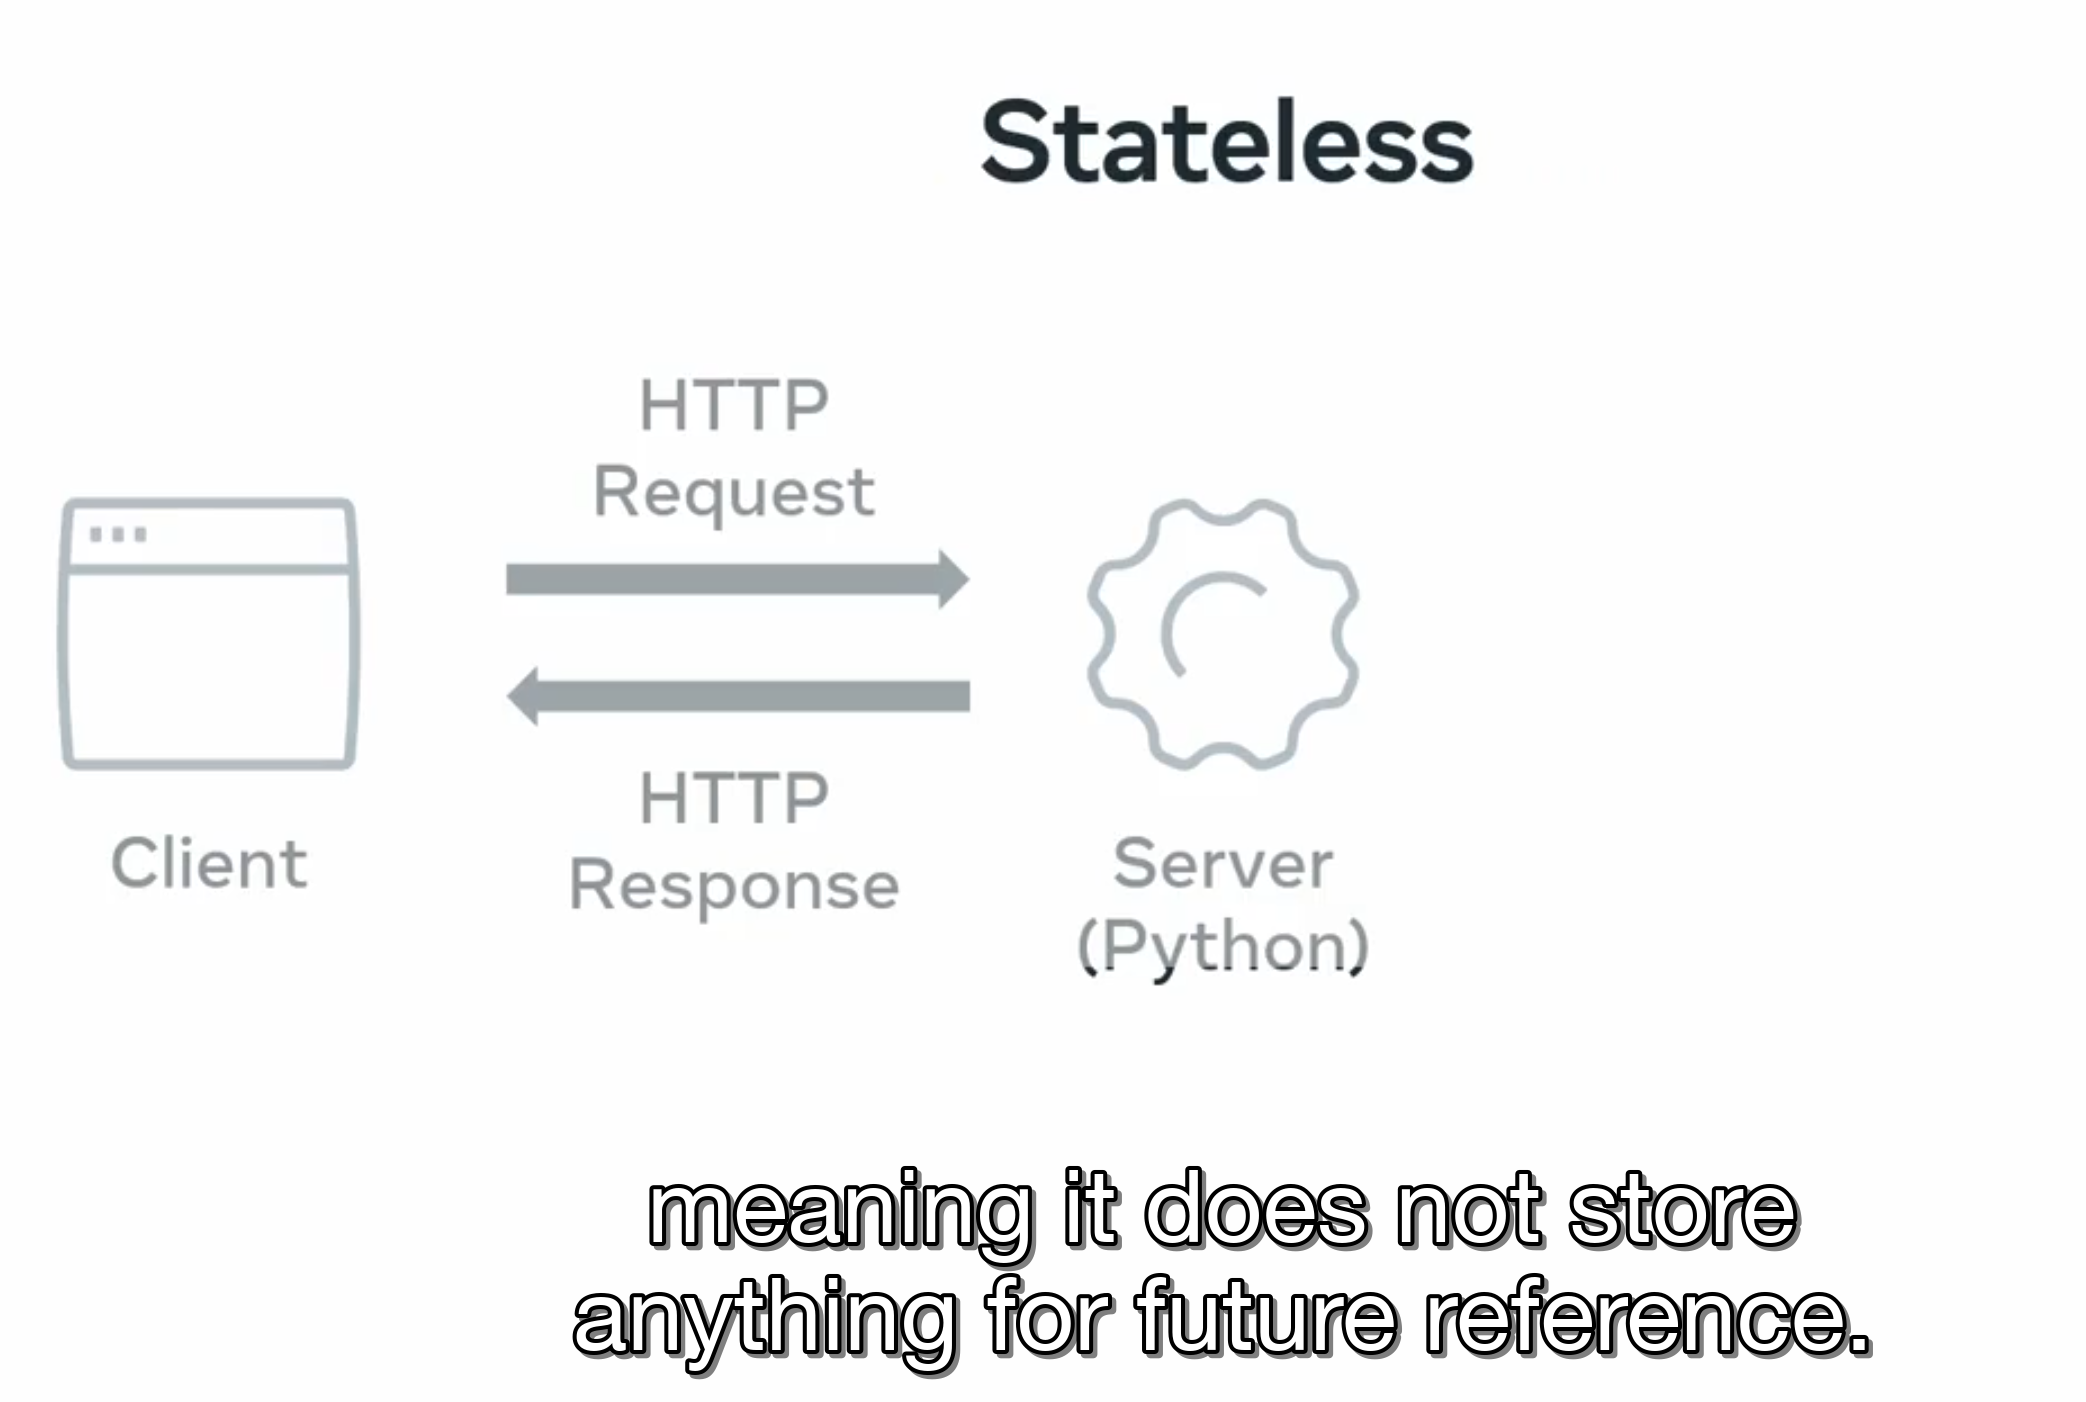 Stateless
HTTP
Request
HTTP
Response
Client
Server
(Python)
meaning it does not store
anything for future reference.